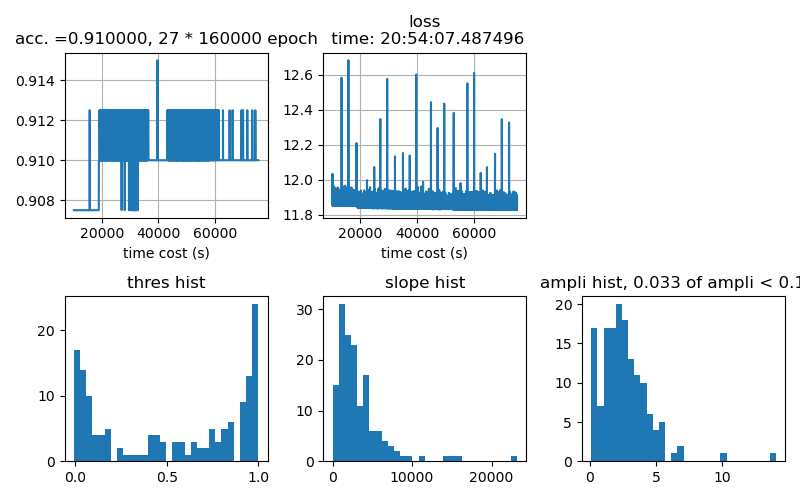 acc. =0.910000, 27 * 160000 epoch
loss
time: 20:54:07.487496
0.914
0.912
0.910
0.908
20000 40000 60000
time cost (s)
12.6
12.4
12.2
12.0
11.8
20000 40000 60000
time cost (s)
thres hist
20
10
0
0.0 0.5 1.0
slope hist
30
20
10
0
0 10000 20000
ampli hist, 0.033 of ampli < 0.1
20
15
10
5
0
0 5 10